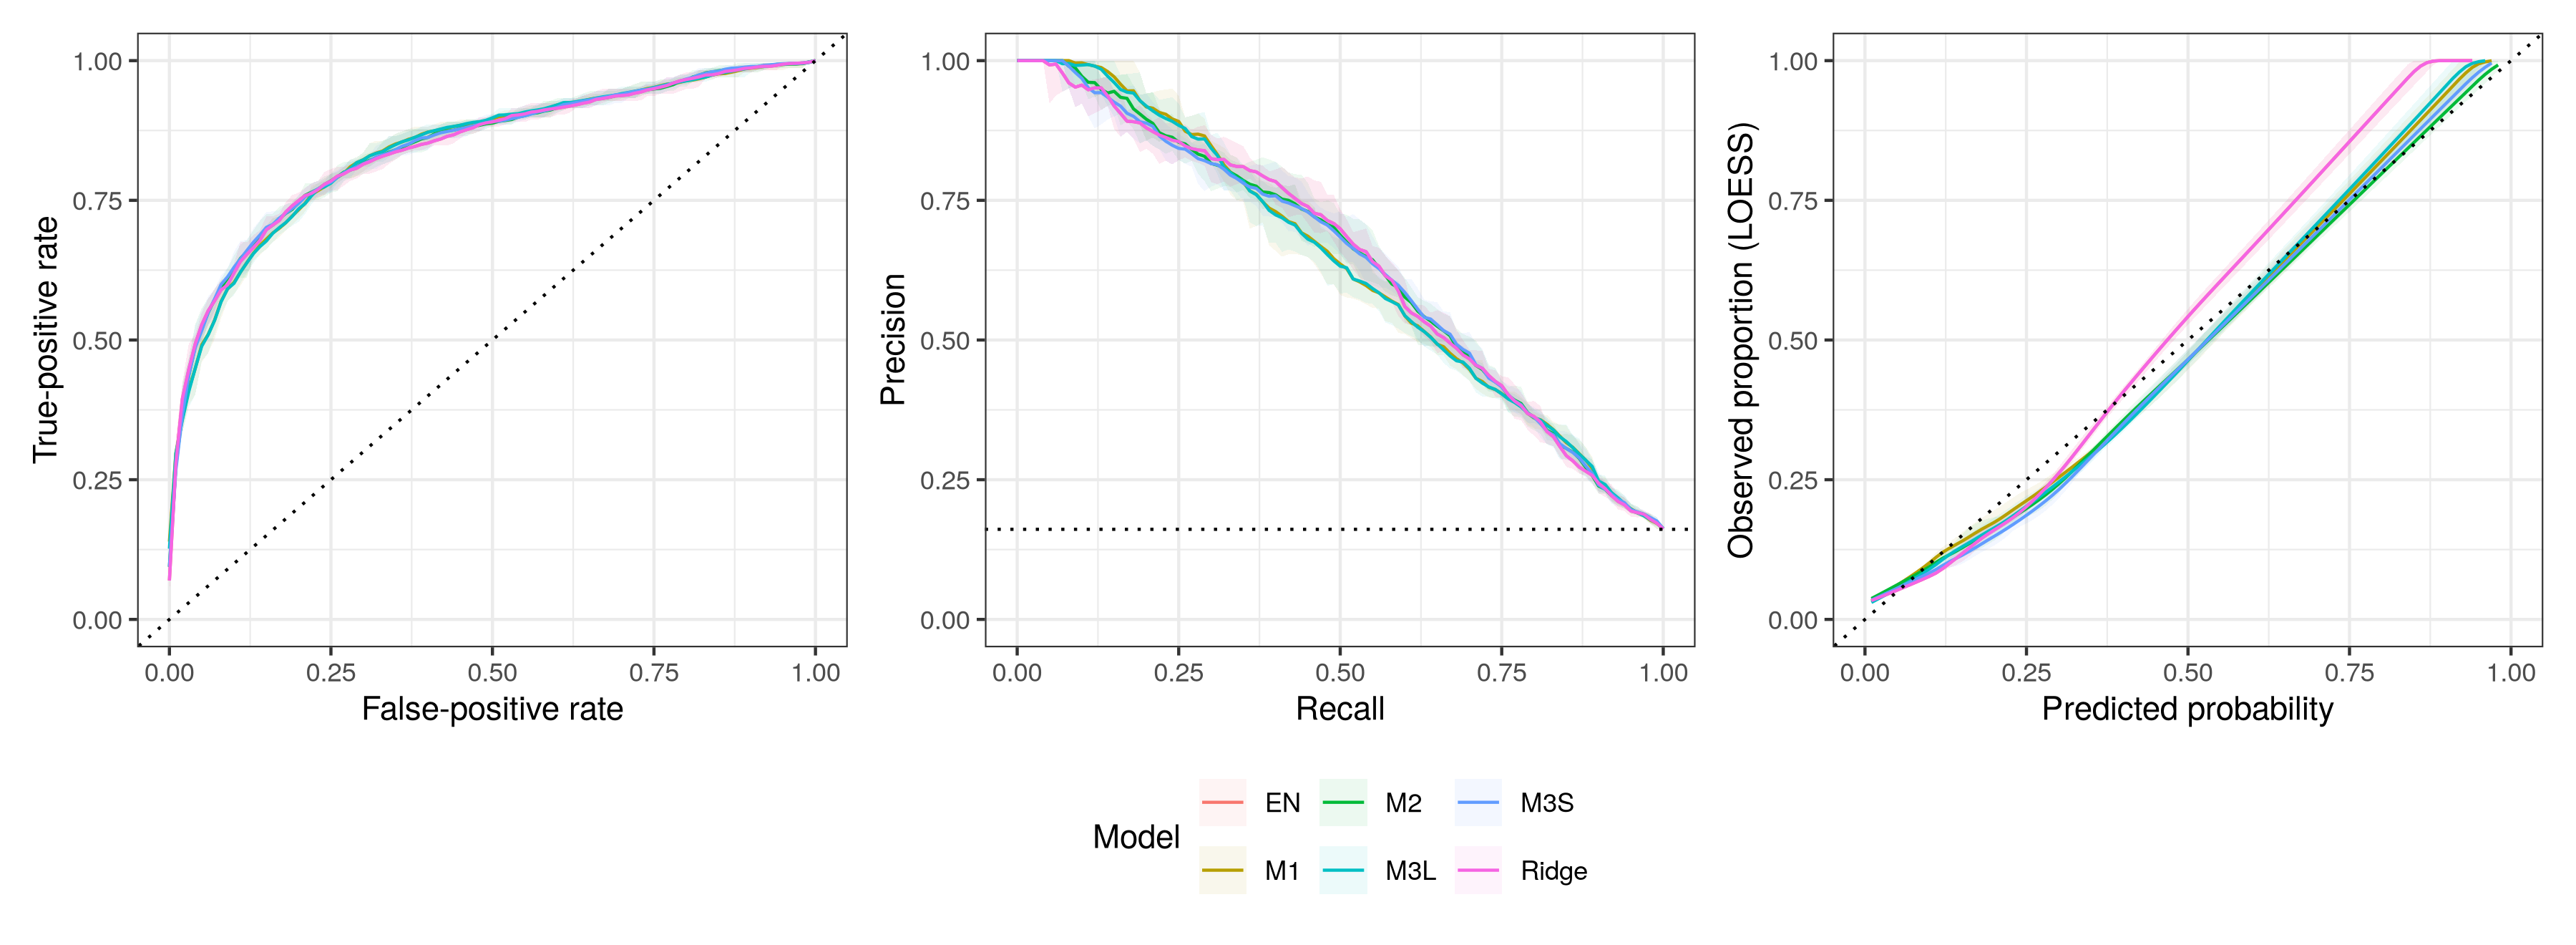 True-positive rate
1.00
0.75
0.50
0.25
0.00
0.00 0.25 0.50 0.75 1.00
False-positive rate
Precision
1.00
0.75
0.50
0.25
0.00
0.00 0.25 0.50 0.75 1.00
Recall
Observed proportion (LOESS)
1.00
0.75
0.50
0.25
0.00
0.00 0.25 0.50 0.75 1.00
Predicted probability
Model
EN M2 M3S
M1 M3L Ridge